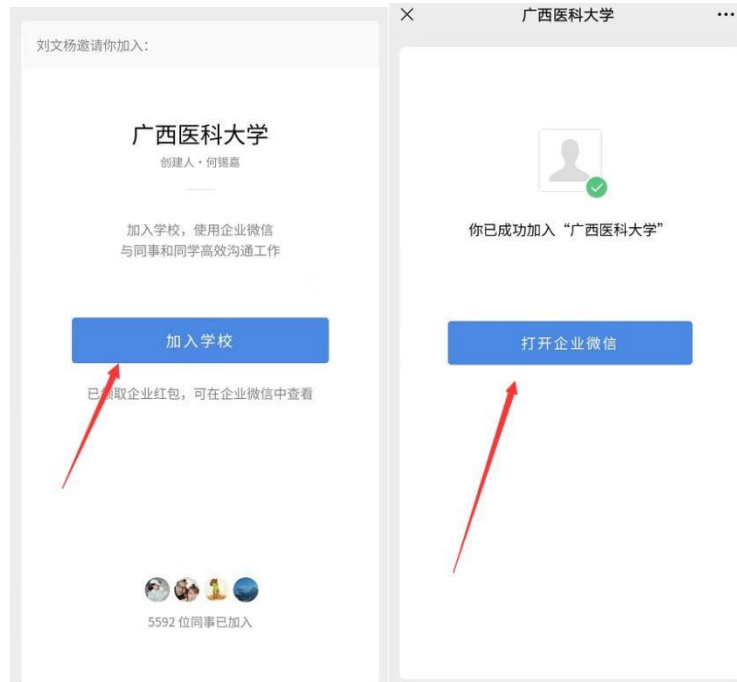 刘文杨邀请你加入：
广西医科大学
创建人·何锡嘉
加入学校，使用企业微信
与同事和同学高效沟通工作
加入学校
已领取企业红包，可在企业微信中查看
5592 位同事已加入
广西医科大学
你已成功加入“广西医科大学”
打开企业微信